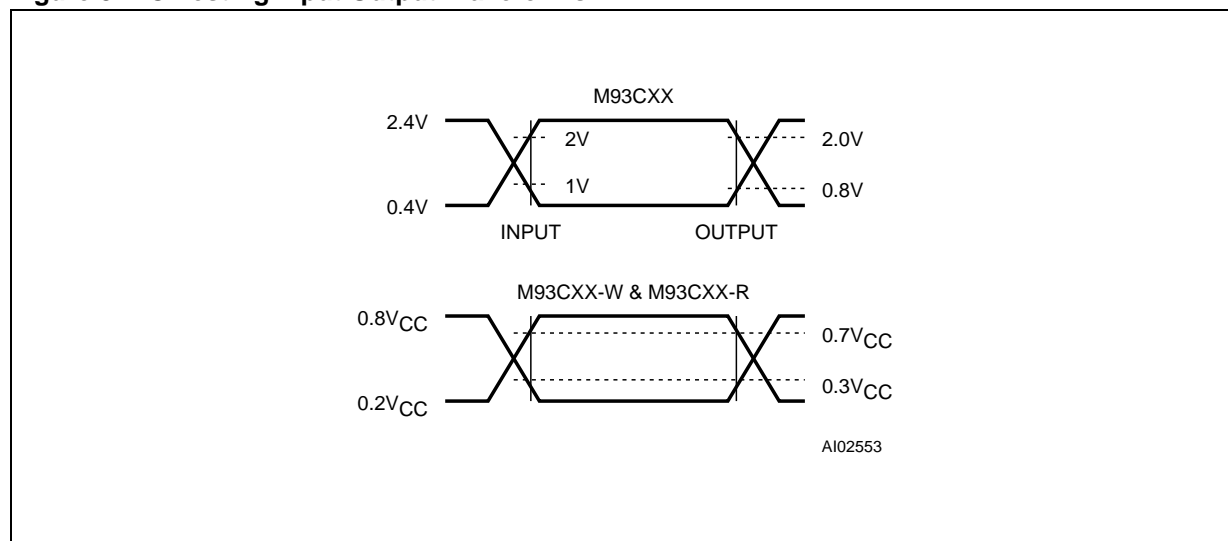 M93CXX
2.4V
2V
2.0V
1V
0.8V
0.4V
INPUT
OUTPUT
M93CXX-W & M93CXX-R
0.8VCC
0.7VCC
0.3VCC
0.2VCC
AI02553